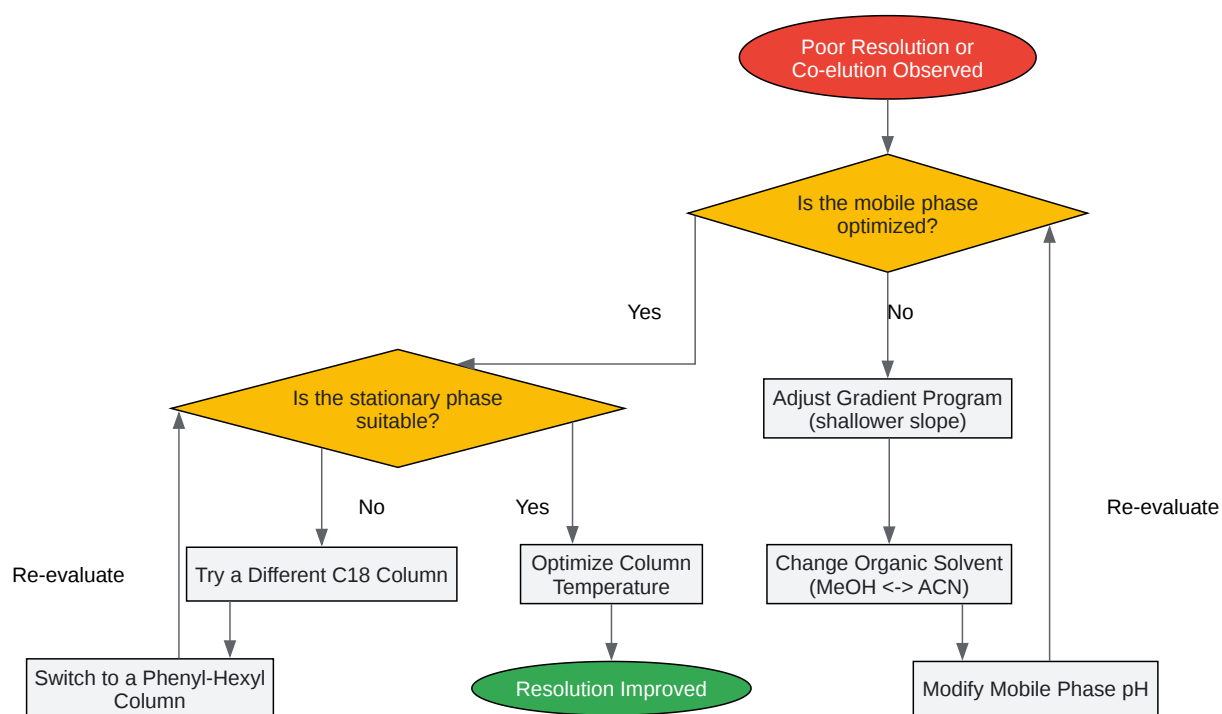 Poor Resolution or
Co-elution Observed
Is the mobile phase
optimized?
Yes
No
Is the stationary phase
suitable?
Adjust Gradient Program
(shallower slope)
No
Yes
Re-evaluate
Re-evaluate
Try a Different C18 Column
Optimize Column
Temperature
Change Organic Solvent
(MeOH <-> ACN)
Switch to a Phenyl-Hexyl
Column
Resolution Improved
Modify Mobile Phase pH